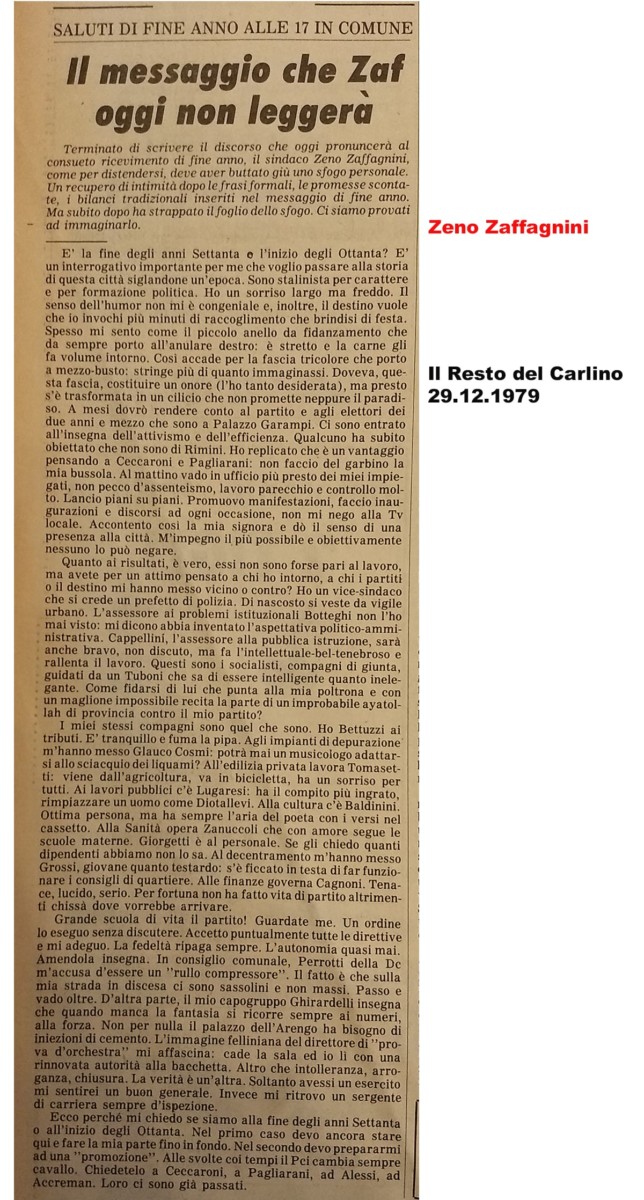 SALUTI DI FINE ANNO ALLE 17 IN COMUNE
Il messaggio che Zaf
oggi non leggerà
Terminato di scrivere il discorso che oggi pronuncerà al
consueto ricevimento di fine anno, il sindaco Zeno Zaffagnini,
come per distendersi, deve aver buttato giù uno sfogo personale.
Un recupero di intimità dopo le frasi formali, le promesse sconta-
te, i bilanci tradizionali inseriti nel messaggio di fine anno.
Ma subito dopo ha strappato il foglio dello sfogo. Ci siamo provati
ad immaginarlo.
E' la fine degli anni Settanta e l'inizio degli Ottanta? E'
un interrogativo importante per me che voglio passare alla storia
di questa città siglandone un'epoca. Sono stalinista per carattere
e per formazione politica. Ho un sorriso largo ma freddo. Il
senso dell'humor non mi è congeniale e, inoltre, il destino vuole
che io invochi più minuti di raccoglimento che brindisi di festa.
Spesso mi sento come il piccolo anello da fidanzamento che
da sempre porto all'anulare destro: è stretto e la carne gli
fa volume intorno. Così accade per la fascia tricolore che porto
a mezzo-busto: stringe più di quanto immaginassi. Doveva, que-
sta fascia, costituire un onore (l'ho tanto desiderata), ma presto
s'è trasformata in un cilicio che non promette neppure il paradi-
so. A mesi dovrò rendere conto al partito e agli elettori dei
due anni e mezzo che sono a Palazzo Garampi. Ci sono entrato
all'insegna dell'attivismo e dell'efficienza. Qualcuno ha subito
obiettato che non sono di Rimini. Ho replicato che è un vantaggio
pensando a Ceccaroni e Pagliarani: non faccio del garbino la
mia bussola. Al mattino vado in ufficio più presto dei miei impie-
gati, non pecco d'assenteismo, lavoro parecchio e controllo mol-
to. Lancio piani su piani. Promuovo manifestazioni, faccio inau-
gurazioni e discorsi ad ogni occasione, non mi nego alla Tv
locale. Accontento così la mia signora e dò il senso di una
presenza alla città. M'impegno il più possibile e obiettivamente
nessuno lo può negare.
Quanto ai risultati, è vero, essi non sono forse pari al lavoro,
ma avete per un attimo pensato a chi ho intorno, a chi i partiti
o il destino mi hanno messo vicino o contro? Ho un vice-sindaco
che si crede un prefetto di polizia. Di nascosto si veste da vigile
urbano. L'assessore ai problemi istituzionali Botteghi non l'ho
mai visto: mi dicono abbia inventato l'aspettativa politico-ammi-
nistrativa. Cappellini, l'assessore alla pubblica istruzione, sarà
anche bravo, non discuto, ma fa l'intellettuale-bel-tenebroso e
rallenta il lavoro. Questi sono i socialisti, compagni di giunta,
guidati da un Tuboni che sa di essere intelligente quanto inele-
gante. Come fidarsi di lui che punta alla mia poltrona e con
un maglione impossibile recita la parte di un improbabile ayatol-
lah di provincia contro il mio partito?
I miei stessi compagni sono quel che sono. Ho Bettuzzi ai
tributi. E' tranquillo e fuma la pipa. Agli impianti di depurazione
m'hanno messo Glauco Cosmi: potrà mai un musicologo adattar-
si allo sciacquio dei liquami? All'edilizia privata lavora Tomaset-
ti: viene dall'agricoltura, va in bicicletta, ha un sorriso per
tutti. Ai lavori pubblici c'è Lugaresi: ha il compito più ingrato,
rimpiazzare un uomo come Diotallevi. Alla cultura c'è Baldinini.
Ottima persona, ma ha sempre l'aria del poeta con i versi nel
cassetto. Alla Sanità opera Zanuccoli che con amore segue le
scuole materne. Giorgetti è al personale. Se gli chiedo quanti
dipendenti abbiamo non lo sa. Al decentramento m'hanno messo
Grossi, giovane quanto testardo: s'è ficcato in testa di far funzio-
nare i consigli di quartiere. Alle finanze governa Cagnoni. Tena-
ce, lucido, serio. Per fortuna non ha fatto vita di partito altrimen-
ti chissà dove vorrebbe arrivare.
Grande scuola di vita il partito! Guardate me. Un ordine
lo eseguo senza discutere. Accetto puntualmente tutte le direttive
e mi adeguo. La fedeltà ripaga sempre. L'autonomia quasi mai.
Amendola insegna. In consiglio comunale, Perrotti della Dc
m'accusa d'essere un "rullo compressore". Il fatto è che sulla
mia strada in discesa ci sono sassolini e non massi. Passo e
vado oltre. D'altra parte, il mio capogruppo Ghirardelli insegna
che quando manca la fantasia si ricorre sempre ai numeri,
alla forza. Non per nulla il palazzo dell'Arengo ha bisogno di
iniezioni di cemento. L'immagine felliniana del direttore di "pro-
va d'orchestra" mi affascina: cade la sala ed io lì con una
rinnovata autorità alla bacchetta. Altro che intolleranza, arro-
ganza, chiusura. La verità è un'altra. Soltanto avessi un esercito
mi sentirei un buon generale. Invece mi ritrovo un sergente
di carriera sempre d'ispezione.
Ecco perché mi chiedo se siamo alla fine degli anni Settanta
o all'inizio degli Ottanta. Nel primo caso devo ancora stare
qui e fare la mia parte fino in fondo. Nel secondo devo prepararmi
ad una "promozione". Alle svolte coi tempi il Pci cambia sempre
cavallo. Chiedetelo a Ceccaroni, a Pagliarani, ad Alessi, ad
Accreman. Loro ci sono già passati.
Zeno Zaffagnini
Il Resto del Carlino
29.12.1979